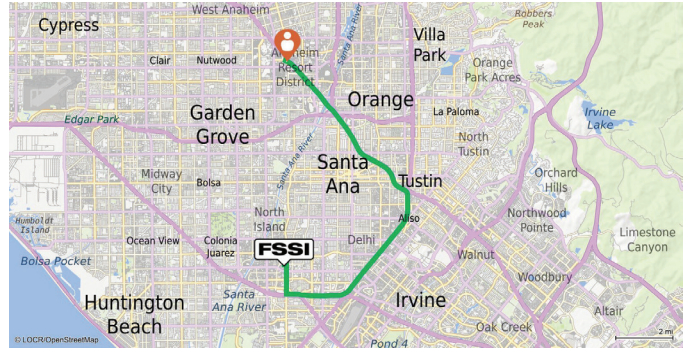 West Anaheim
Robbers
Peak
Cypress
Villa
Park
Santa Ana River
Clair
Nutwood
Anaheim
Resort
District
Orange
Park Acres
Orange
Edgar Park
Garden
Grove
La Paloma
Irvine
Lake
North
Tustin
Santa Ana River
Midway
City
Bolsa
Santa
Ana
Tustin
Orchard
Hills
Humboldt
Island
North
Island
Northwood
Pointe
Limestone
Canyon
Ocean View
Colonia
Juarez
Delhi
FSSI
Walnut
Bolsa Pocket
Woodbury
Huntington
Beach
Santa
Ana River
Irvine
Altair
Oak Creek
2 mi
Pond 4
© LOCR/OpenStreetMap